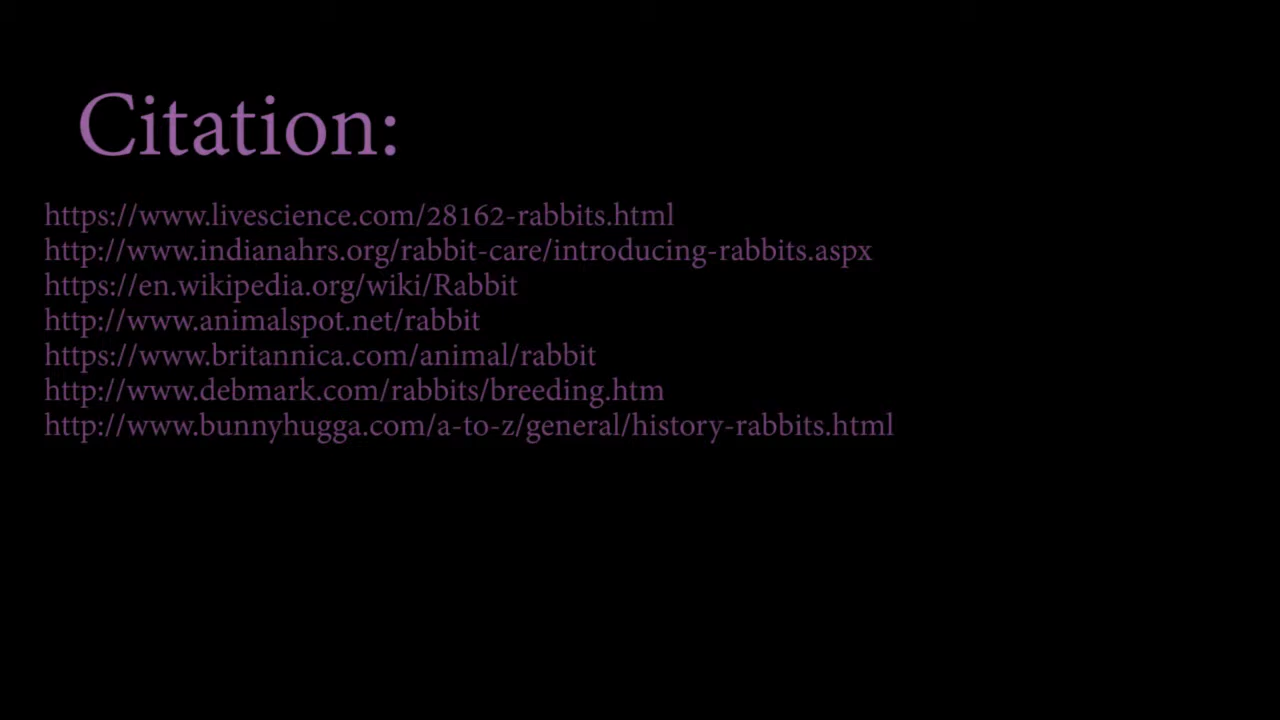 Citation:
https://www.livescience.com/28162-rabbits.html
http://www.indianahrs.org/rabbit-care/introducing-rabbits.aspx
https://en.wikipedia.org/wiki/Rabbit
http://www.animalspot.net/rabbit
https://www.britannica.com/animal/rabbit
http://www.debmark.com/rabbits/breeding.htm
http://www.bunnyhugga.com/a-to-z/general/history-rabbits.html